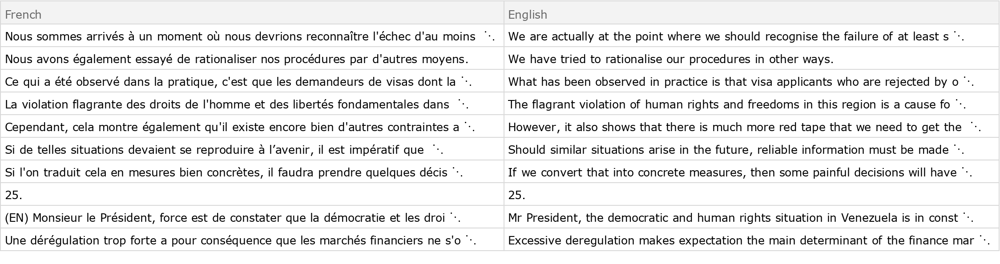 French English
Nous sommes arrivés à un moment où nous devrions reconnaître l'échec d'au moins ⋱ We are actually at the point where we should recognise the failure of at least s ⋱
Nous avons également essayé de rationaliser nos procédures par d'autres moyens. We have tried to rationalise our procedures in other ways.
Ce qui a été observé dans la pratique, c'est que les demandeurs de visas dont la ⋱ What has been observed in practice is that visa applicants who are rejected by o ⋱
La violation flagrante des droits de l'homme et des libertés fondamentales dans ⋱ The flagrant violation of human rights and freedoms in this region is a cause fo ⋱
Cependant, cela montre également qu'il existe encore bien d'autres contraintes a ⋱ However, it also shows that there is much more red tape that we need to get the ⋱
Si de telles situations devaient se reproduire à l’avenir, il est impératif que ⋱ Should similar situations arise in the future, reliable information must be made ⋱
Si l'on traduit cela en mesures bien concrètes, il faudra prendre quelques décis ⋱ If we convert that into concrete measures, then some painful decisions will have ⋱
25. 25.
(EN) Monsieur le Président, force est de constater que la démocratie et les droi ⋱ Mr President, the democratic and human rights situation in Venezuela is in const ⋱
Une dérégulation trop forte a pour conséquence que les marchés financiers ne s'o ⋱ Excessive deregulation makes expectation the main determinant of the finance mar ⋱